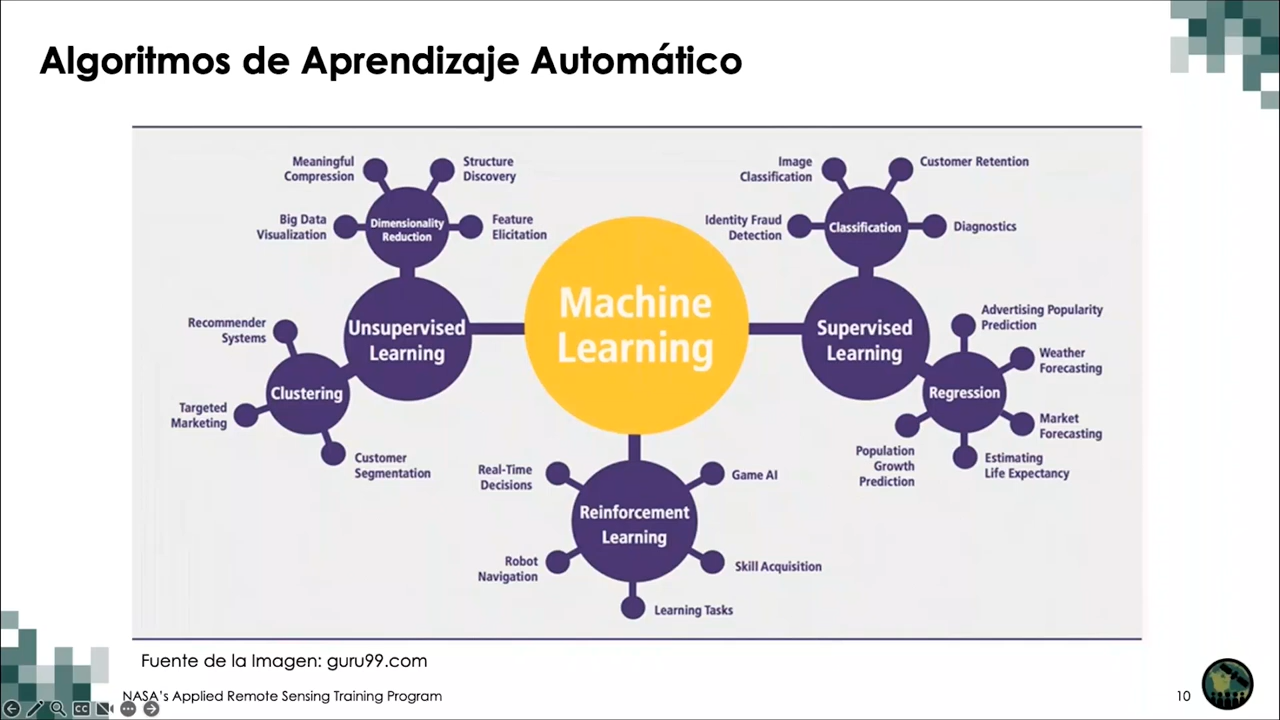 Algoritmos de Aprendizaje Automático
Meaningful
Compression
Structure
Discovery
Big Data
Visualization
Dimensionality
Reduction
Feature
Elicitation
Image
Classification
Customer Retention
Identity Fraud
Detection
Classification
Diagnostics
Machine
Learning
Unsupervised
Learning
Supervised
Learning
Recommender
Systems
Clustering
Targeted
Marketing
Customer
Segmentation
Advertising Popularity
Prediction
Weather
Forecasting
Regression
Market
Forecasting
Population
Growth
Prediction
Estimating
Life Expectancy
Real-Time
Decisions
Game AI
Reinforcement
Learning
Robot
Navigation
Skill Acquisition
Learning Tasks
Fuente de la Imagen: guru99.com
NASA's Applied Remote Sensing Training Program
10
CC